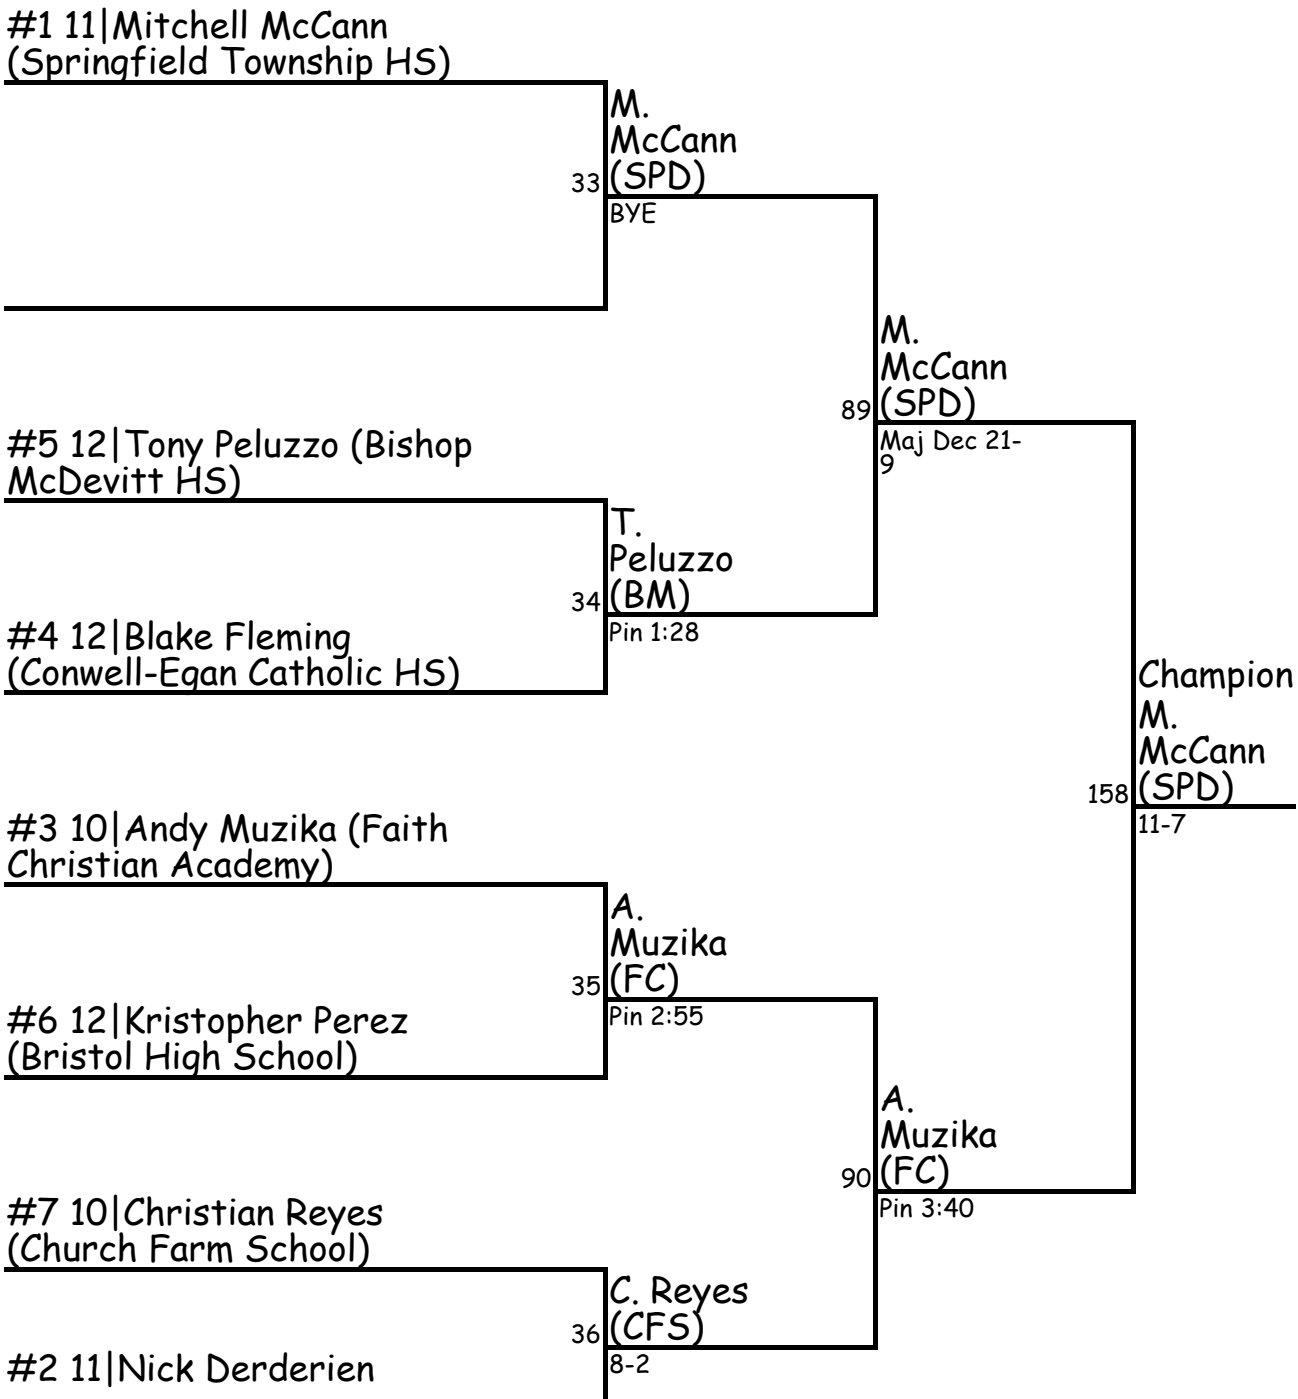 #1 11|Mitchell McCann
(Springfield Township HS)
M.
McCann
(SPD)
33
BYE
M.
McCann
(SPD)
89
Maj Dec 21-
9
#5 12|Tony Peluzzo (Bishop
McDevitt HS)
T.
Peluzzo
(BM)
34
Pin 1:28
#4 12|Blake Fleming
(Conwell-Egan Catholic HS)
Champion
M.
McCann
(SPD)
158
11-7
#3 10|Andy Muzika (Faith
Christian Academy)
A.
Muzika
(FC)
35
Pin 2:55
#6 12|Kristopher Perez
(Bristol High School)
A.
Muzika
(FC)
90
Pin 3:40
#7 10|Christian Reyes
(Church Farm School)
C. Reyes
(CFS)
36
8-2
#2 11|Nick Derderien